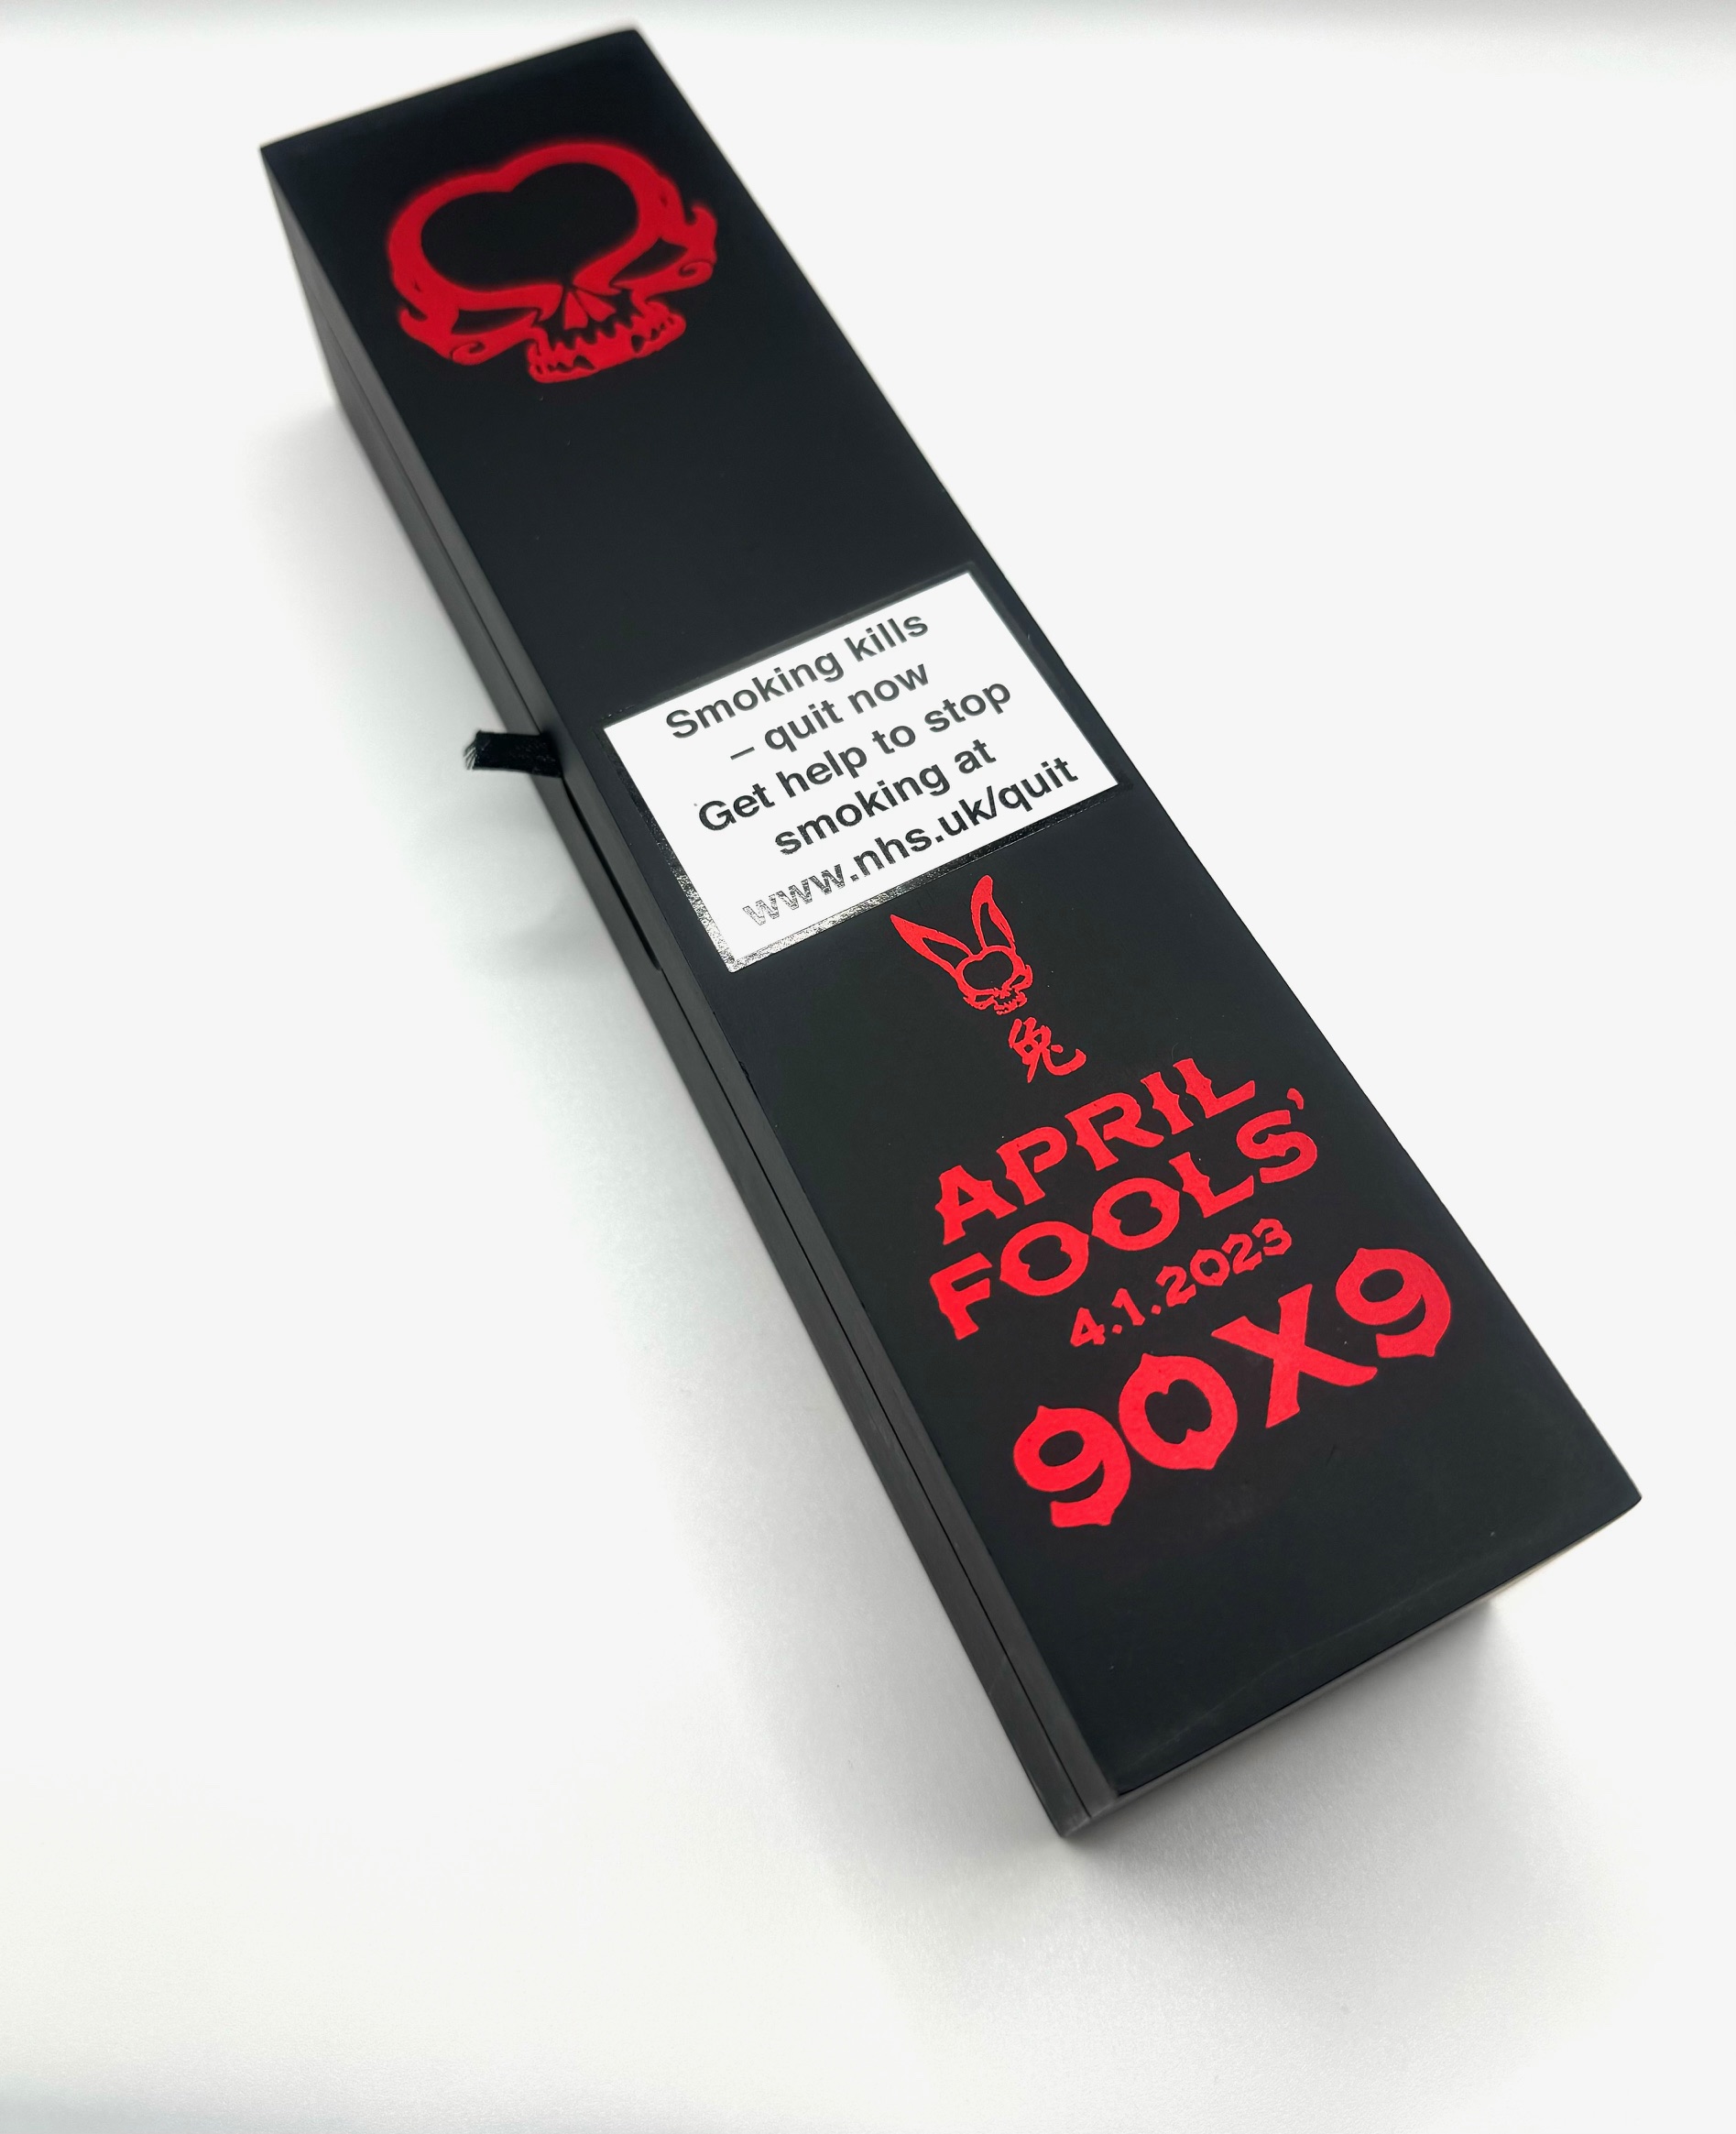 Smoking kills
– quit now
Get help to stop
smoking at
www.nhs.uk/quit
兔
APRIL
FOOLS’
4.1.2023
90X9